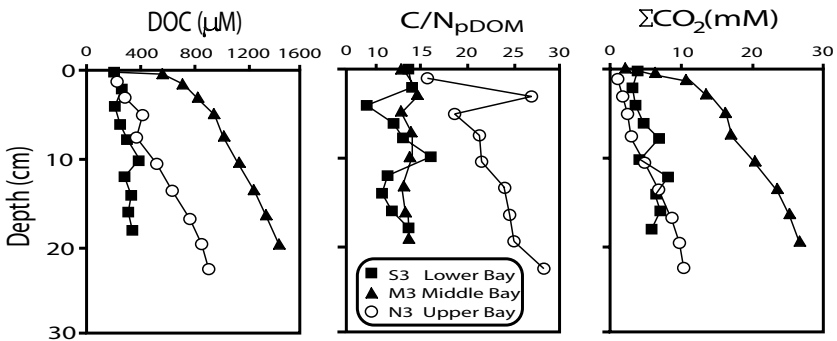 DOC (μM)
C/NpDOM
ΣCO2(mM)
0 400 800 1200 1600
0 10 15 20 25 30
0 10 20 30
Depth (cm)
0
10
20
30
S3 Lower Bay
M3 Middle Bay
N3 Upper Bay